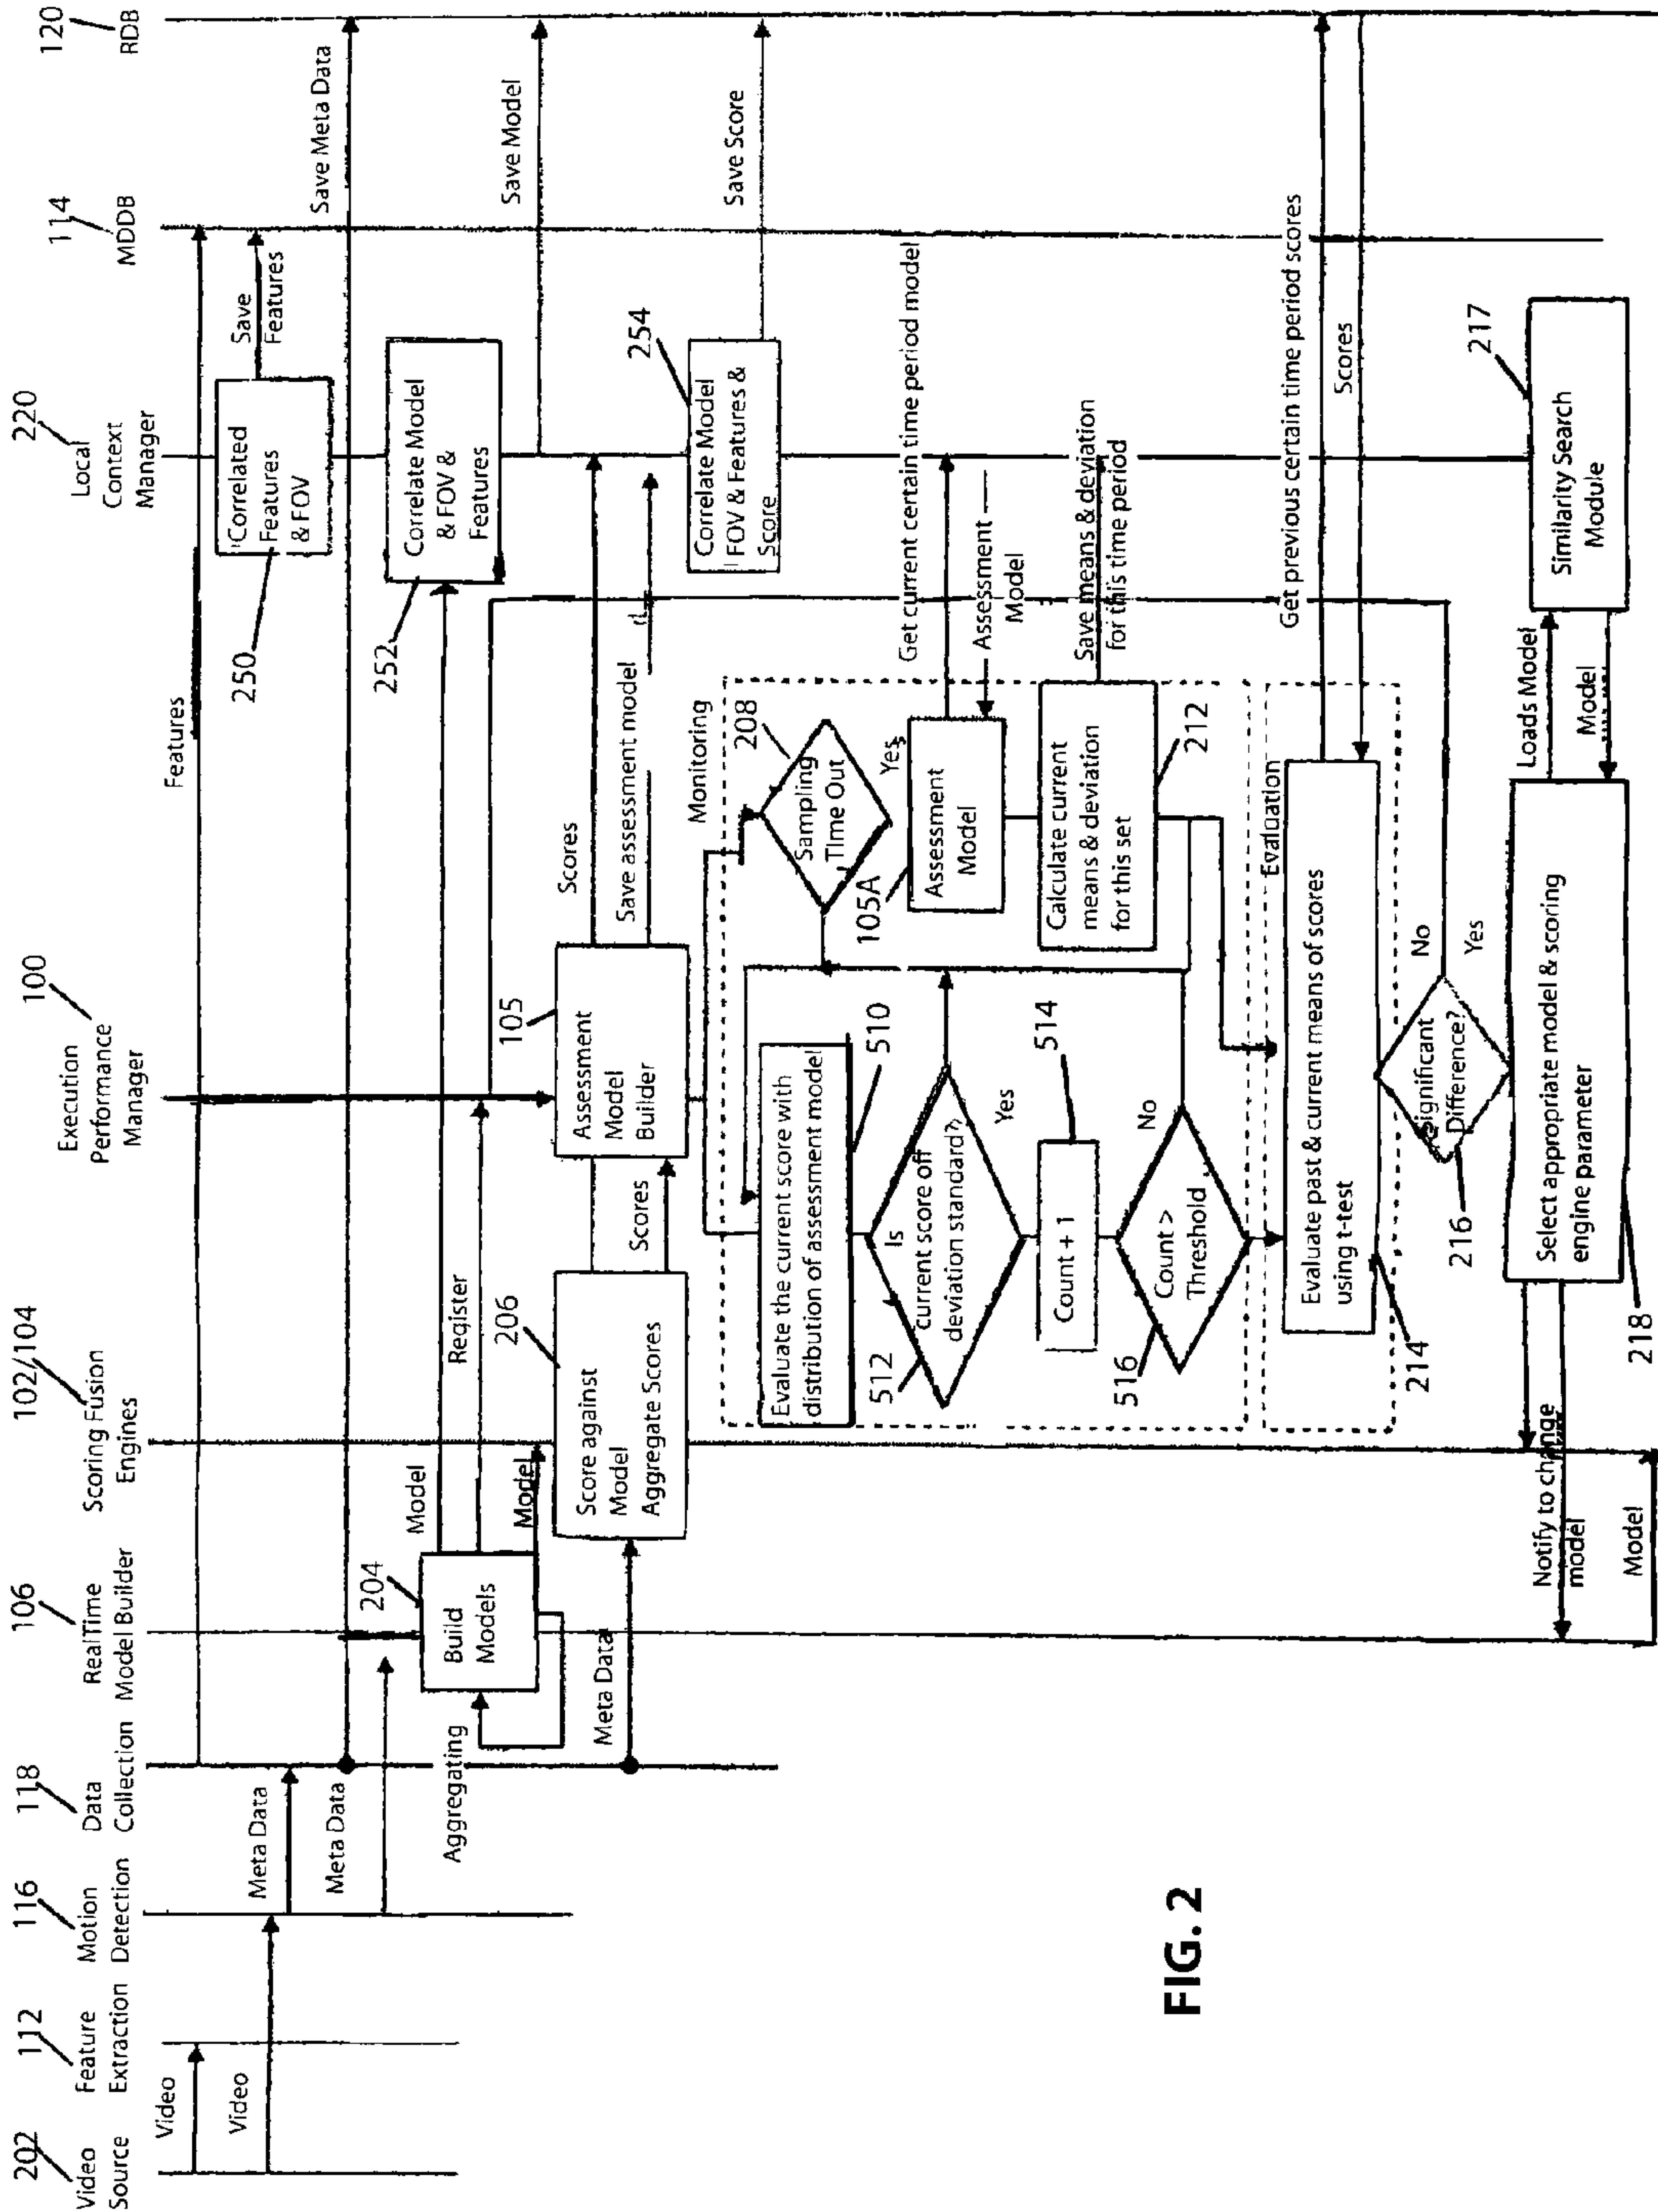 202
Video
Source
112
Feature
Extraction
116
Motion
Detection
118
Data
Collection
106
RealTime
Model Builder
102/104
Scoring Fusion
Engines
100
Execution
Performance
Manager
220
Local
Context
Manager
114
MDDB
120
RDB
Video
Video
Features
Meta Data
Meta Data
Correlated
Features
& FOV
250
Save
Features
Save Meta Data
204
Build
Models
Aggregating
Model
Register
Model
Correlate Model
& FOV &
Features
252
Save Model
Meta Data
206
Score against
Model
Aggregate Scores
Scores
105
Assessment
Model
Builder
Scores
Save assessment model
Correlate Model
FOV & Features &
Score
254
Save Score
Monitoring
208
Sampling
TIme Out
Yes
Evaluate the current score with
distribution of assessment model
510
Is
current score off
deviation standard?
512
Yes
514
Count + 1
Count >
Threshold
516
No
105A
Assessment
Model
Get current certain time period model
Assessment
Model
Calculate current
means & deviation
for this set
212
Save means & deviation
for this time period
Evaluation
Evaluate past & current means of scores
using t-test
214
Get previous certain time period scores
Scores
Significant
Difference?
216
No
Yes
Select appropriate model & scoring
engine parameter
218
Loads Model
Model
Similarity Search
Module
217
Notify to change
model
Model
FIG. 2